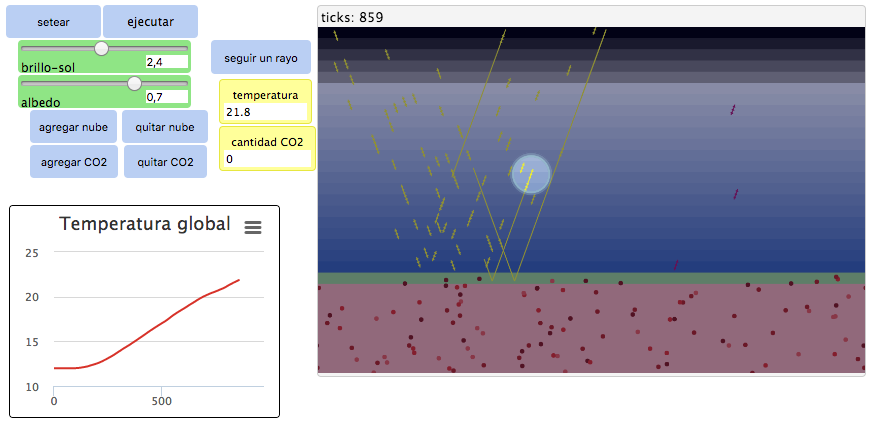 setear
ejecutar
ticks: 859
brillo-sol
2,4
seguir un rayo
albedo
0,7
temperatura
21.8
agregar nube
quitar nube
cantidad CO2
0
agregar CO2
quitar CO2
Temperatura global
25
20
15
10
0
500